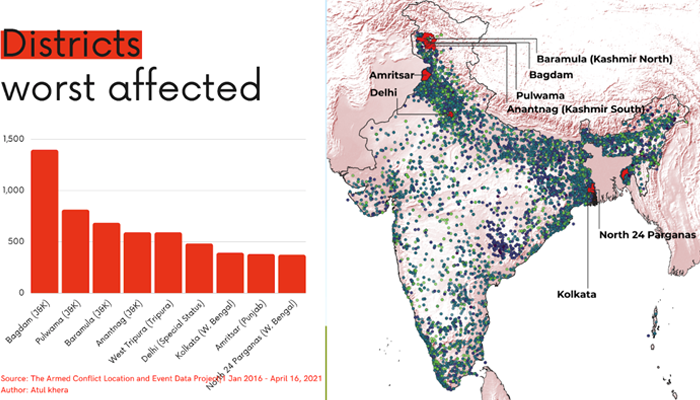 Districts
worst affected
1,500
1,000
500
0
Bagdam (J&K)
Pulwama (J&K)
Baramula (J&K)
Anantnag (J&K)
West Tripura (Tripura)
Delhi (Special Status)
Kolkata (W. Bengal)
Amritsar (Punjab)
North 24 Parganas (W. Bengal)
Source: The Armed Conflict Location and Event Data Project; 1 Jan 2016 - April 16, 2021
Author: Atul khera
Baramula (Kashmir North)
Bagdam
Amritsar
Delhi
Pulwama
Anantnag (Kashmir South)
North 24 Parganas
Kolkata